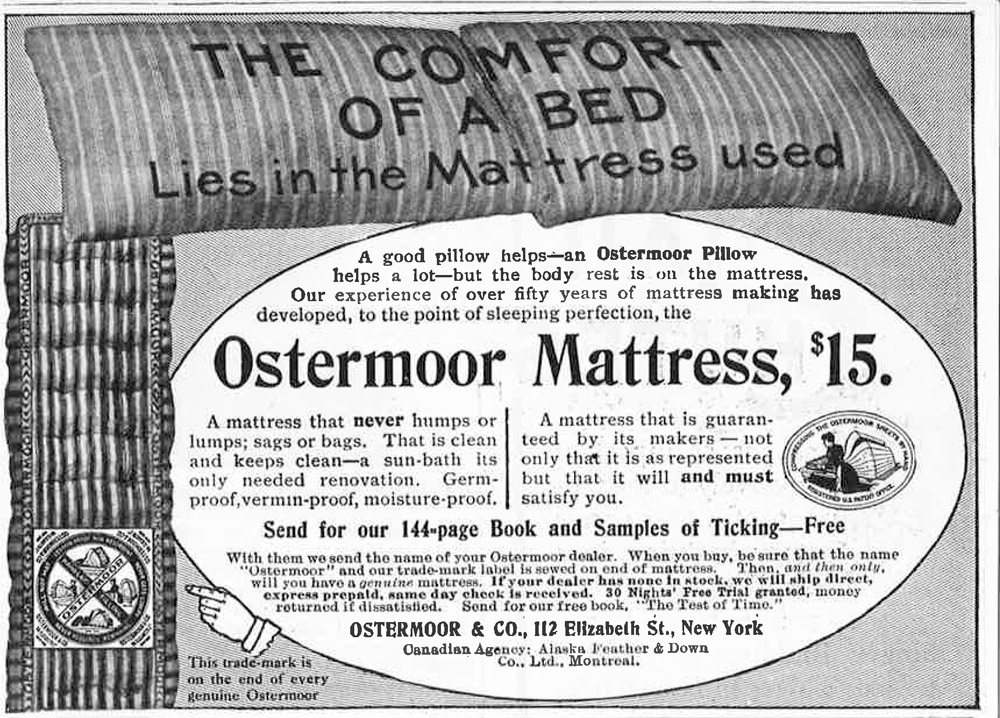 THE COMFORT
OF A BED
Lies in the Mattress used
A good pillow helps—an Ostermoor Pillow
helps a lot—but the body rest is on the mattress.
Our experience of over fifty years of mattress making has
developed, to the point of sleeping perfection, the
Ostermoor Mattress, $15.
A mattress that never humps or
lumps; sags or bags. That is clean
and keeps clean—a sun-bath its
only needed renovation. Germ-
proof, vermin-proof, moisture-proof.
A mattress that is guaran-
teed by its makers—not
only that it is as represented
but that it will and must
satisfy you.
COMPRESSING THE OSTERMOOR SHEETS BY HAND
REGISTERED U.S. PATENT OFFICE.
Send for our 144-page Book and Samples of Ticking—Free
With them we send the name of your Ostermoor dealer. When you buy, be sure that the name
"Ostermoor" and our trade-mark label is sewed on end of mattress. Then, and then only,
will you have a genuine mattress. If your dealer has none in stock, we will ship direct,
express prepaid, same day check is received. 30 Nights' Free Trial granted, money
returned if dissatisfied. Send for our free book, "The Test of Time."
OSTERMOOR & CO., 112 Elizabeth St., New York
Canadian Agency: Alaska Feather & Down
Co., Ltd., Montreal.
OSTERMOOR
This trade-mark is
on the end of every
genuine Ostermoor